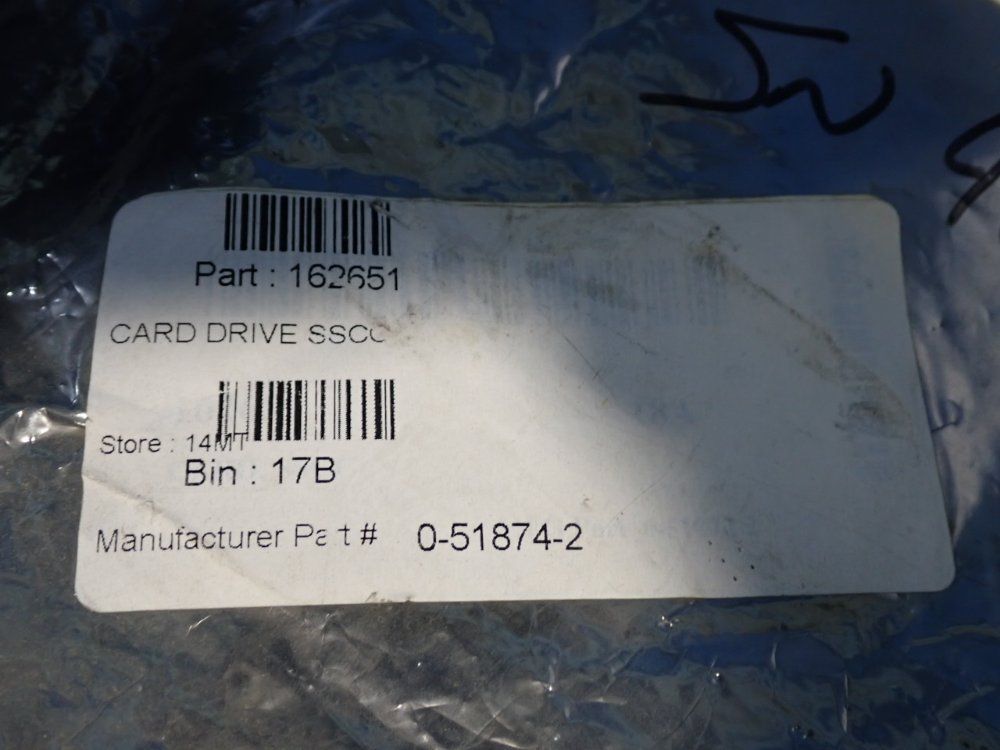 Part : 162651
CARD DRIVE SSCC
Store : 14MT
Bin : 17B
Manufacturer Part # 0-51874-2